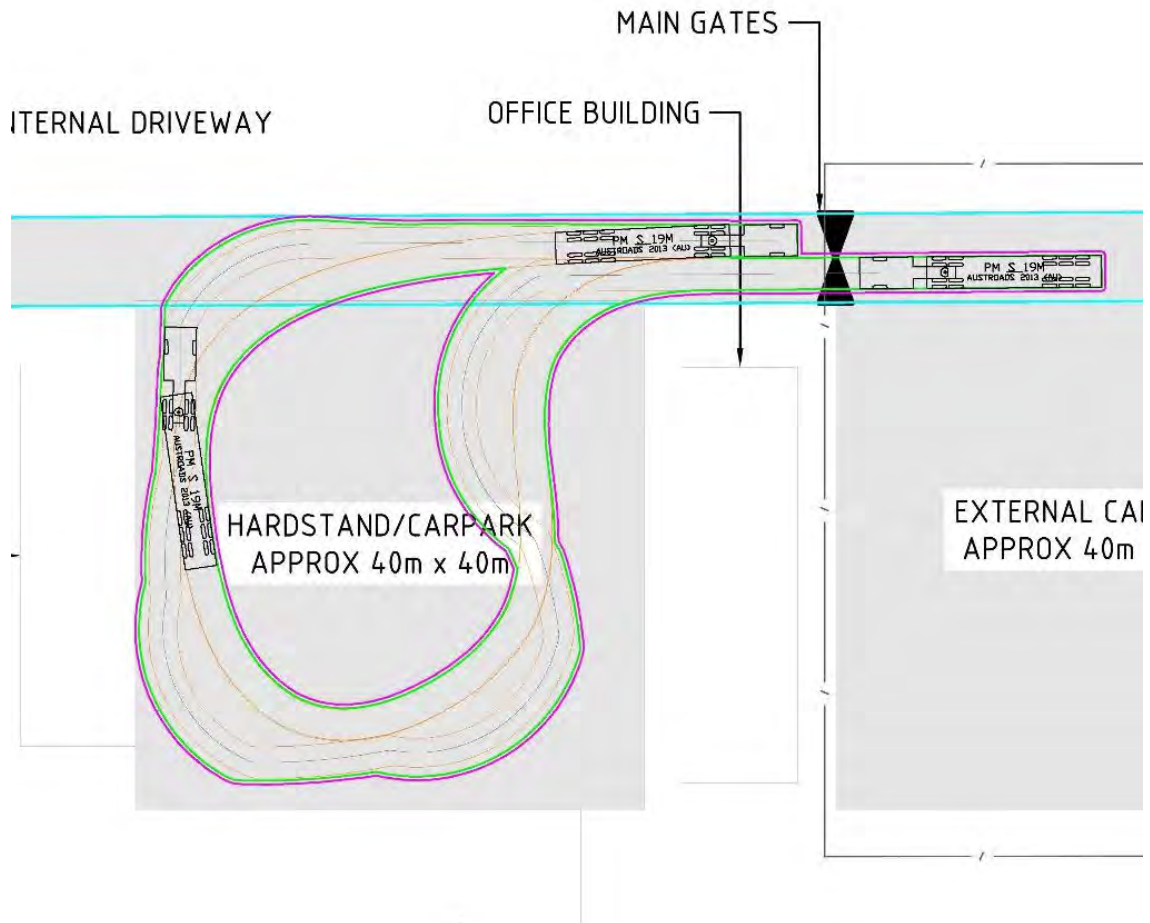 MAIN GATES
OFFICE BUILDING
NTERNAL DRIVEWAY
PM S 19M
AUSTROADS 2013 (AU)
PM S 19M
AUSTROADS 2013 (AU)
PM S 19M
AUSTROADS 2013 (AU)
HARDSTAND/CARPARK
APPROX 40m x 40m
EXTERNAL CA
APPROX 40m